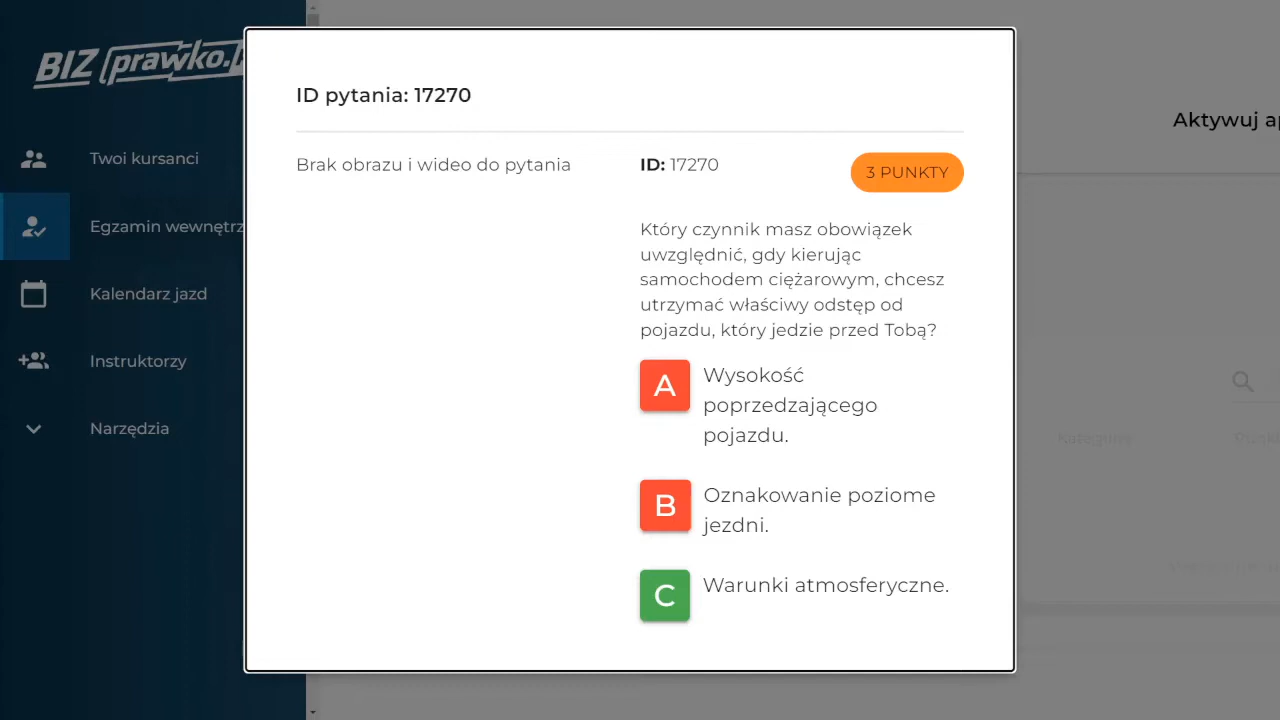 BIZ prawko.
Aktywuj
Twoi kursanci
Egzamin wewnętrz
Kalendarz jazd
Instruktorzy
Narzędzia
ID pytania: 17270
Brak obrazu i wideo do pytania
ID: 17270
3 PUNKTY
Który czynnik masz obowiązek
uwzględnić, gdy kierując
samochodem ciężarowym, chcesz
utrzymać właściwy odstęp od
pojazdu, który jedzie przed Tobą?
A
Wysokość
poprzedzającego
pojazdu.
B
Oznakowanie poziome
jezdni.
C
Warunki atmosferyczne.